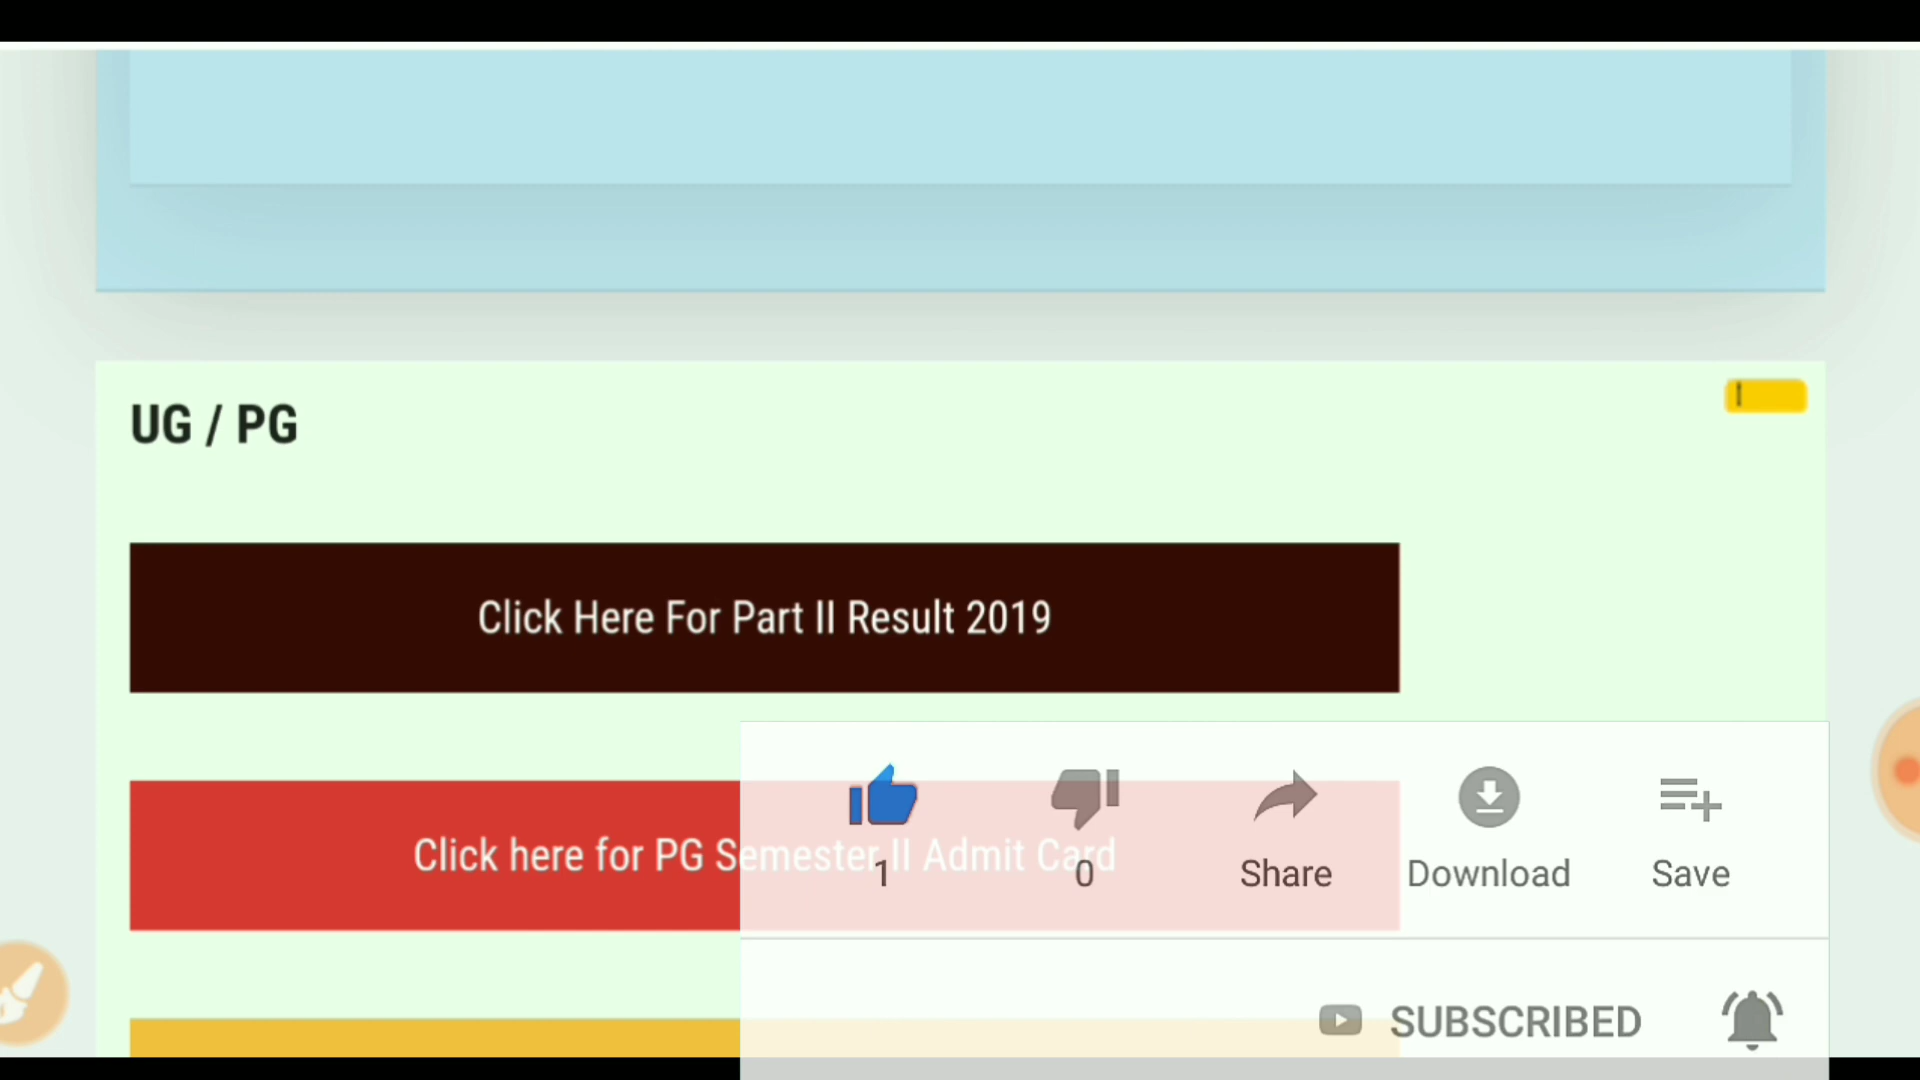 UG / PG
Click Here For Part II Result 2019
Click here for PG Semester II Admit Card
1
0
Share
Download
Save
SUBSCRIBED